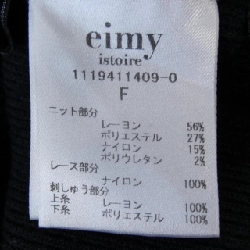 eimy
istoire
1119411409-0
F
ニット部分
レーヨン 56%
ポリエステル 27%
ナイロン 15%
ポリウレタン 2%
レース部分
ナイロン 100%
刺しゅう部分
上糸 レーヨン 100%
下糸 ポリエステル 100%